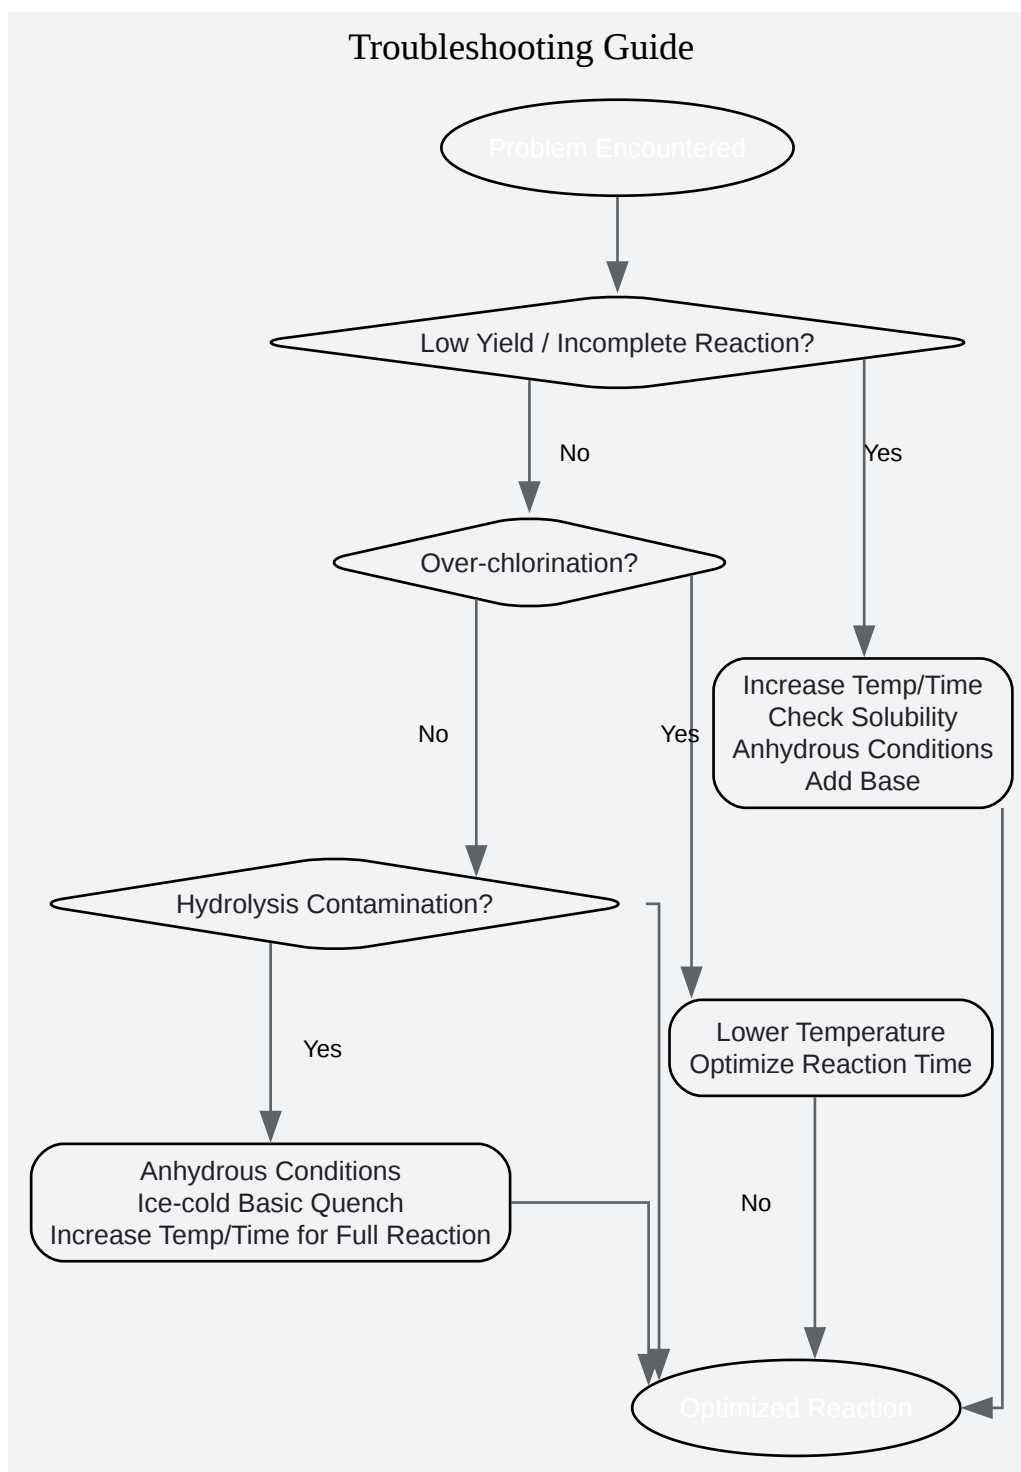 Troubleshooting Guide
Problem Encountered
Low Yield / Incomplete Reaction?
No
Yes
Over-chlorination?
Increase Temp/Time
Check Solubility
Anhydrous Conditions
Add Base
No
Yes
Hydrolysis Contamination?
Lower Temperature
Optimize Reaction Time
Yes
Anhydrous Conditions
Ice-cold Basic Quench
Increase Temp/Time for Full Reaction
No
Optimized Reaction